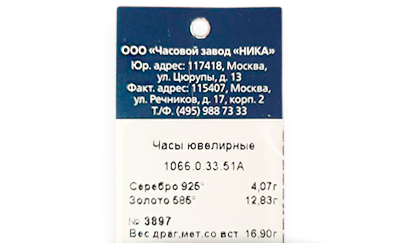 ООО «Часовой завод «НИКА»
Юр. адрес: 117418, Москва,
ул. Цюрупы, д. 13
Факт. адрес: 115407, Москва,
ул. Речников, д. 17, корп. 2
Т./Ф. (495) 988 73 33
Часы ювелирные
1066.0.33.51А
Серебро 925° 4,07г
Золото 585° 12,83г
№ 3897
Вес драг.мет.со вст 16,90г